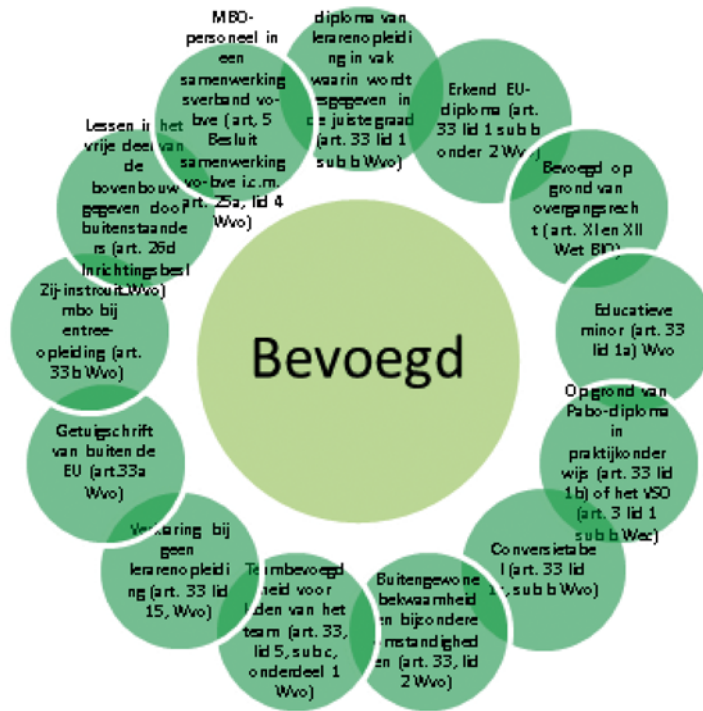 Bevoegd
diploma van
lerarenopleidi
ng in vak
waarin wordt
lesgegeven in
de juiste graad
(art. 33 lid 1
sub b Wvo)
Erkend EU-
diploma (art.
33 lid 1 sub b
onder 2 Wvo)
Bevoegd op
grond van
overgangsrech
t (art. XI en XII
Wet BIO)
Educatieve
minor (art. 33
lid 1a) Wvo
Op grond van
Pabo-diploma
in
praktijkonder
wijs (art. 33 lid
1b) of het VSO
(art. 3 lid 1
sub b Wec)
Conversietabe
l (art. 33 lid
sub b Wvo)
Buitengewone
bekwaamheid
en bijzondere
omstandighed
en (art. 33, lid
2 Wvo)
Teambevoegd
heid voor
leden van het
team (art. 33,
lid 5, sub c,
onderdeel 1
Wvo)
Verklaring bij
geen
lerarenopleidi
ng (art. 33 lid
15, Wvo)
Getuigschrift
van buiten de
EU (art.33a
Wvo)
Zij-instrouit
mbo bij
entree-
opleiding (art.
33b Wvo)
Lessen in het
vrije deel van
de
bovenbouw
gegeven door
buitenstaande
rs (art. 26d
Inrichtingsbesl
Wvo)
MBO-
personeel in
een
samenwerking
sverband vo-
bve (art, 5
Besluit
samenwerking
vo-bve i.c.m.
art. 25a, lid 4
Wvo)